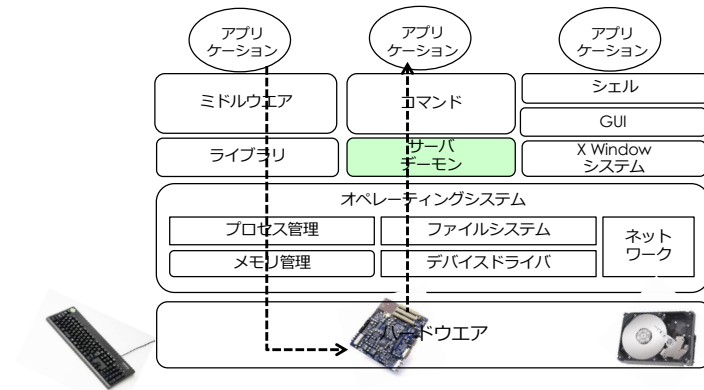 アプリ
ケーション
アプリ
ケーション
アプリ
ケーション
ミドルウエア
コマンド
シェル
GUI
ライブラリ
サーバ
デーモン
X Window
システム
オペレーティングシステム
プロセス管理
ファイルシステム
ネット
ワーク
メモリ管理
デバイスドライバ
ハードウエア